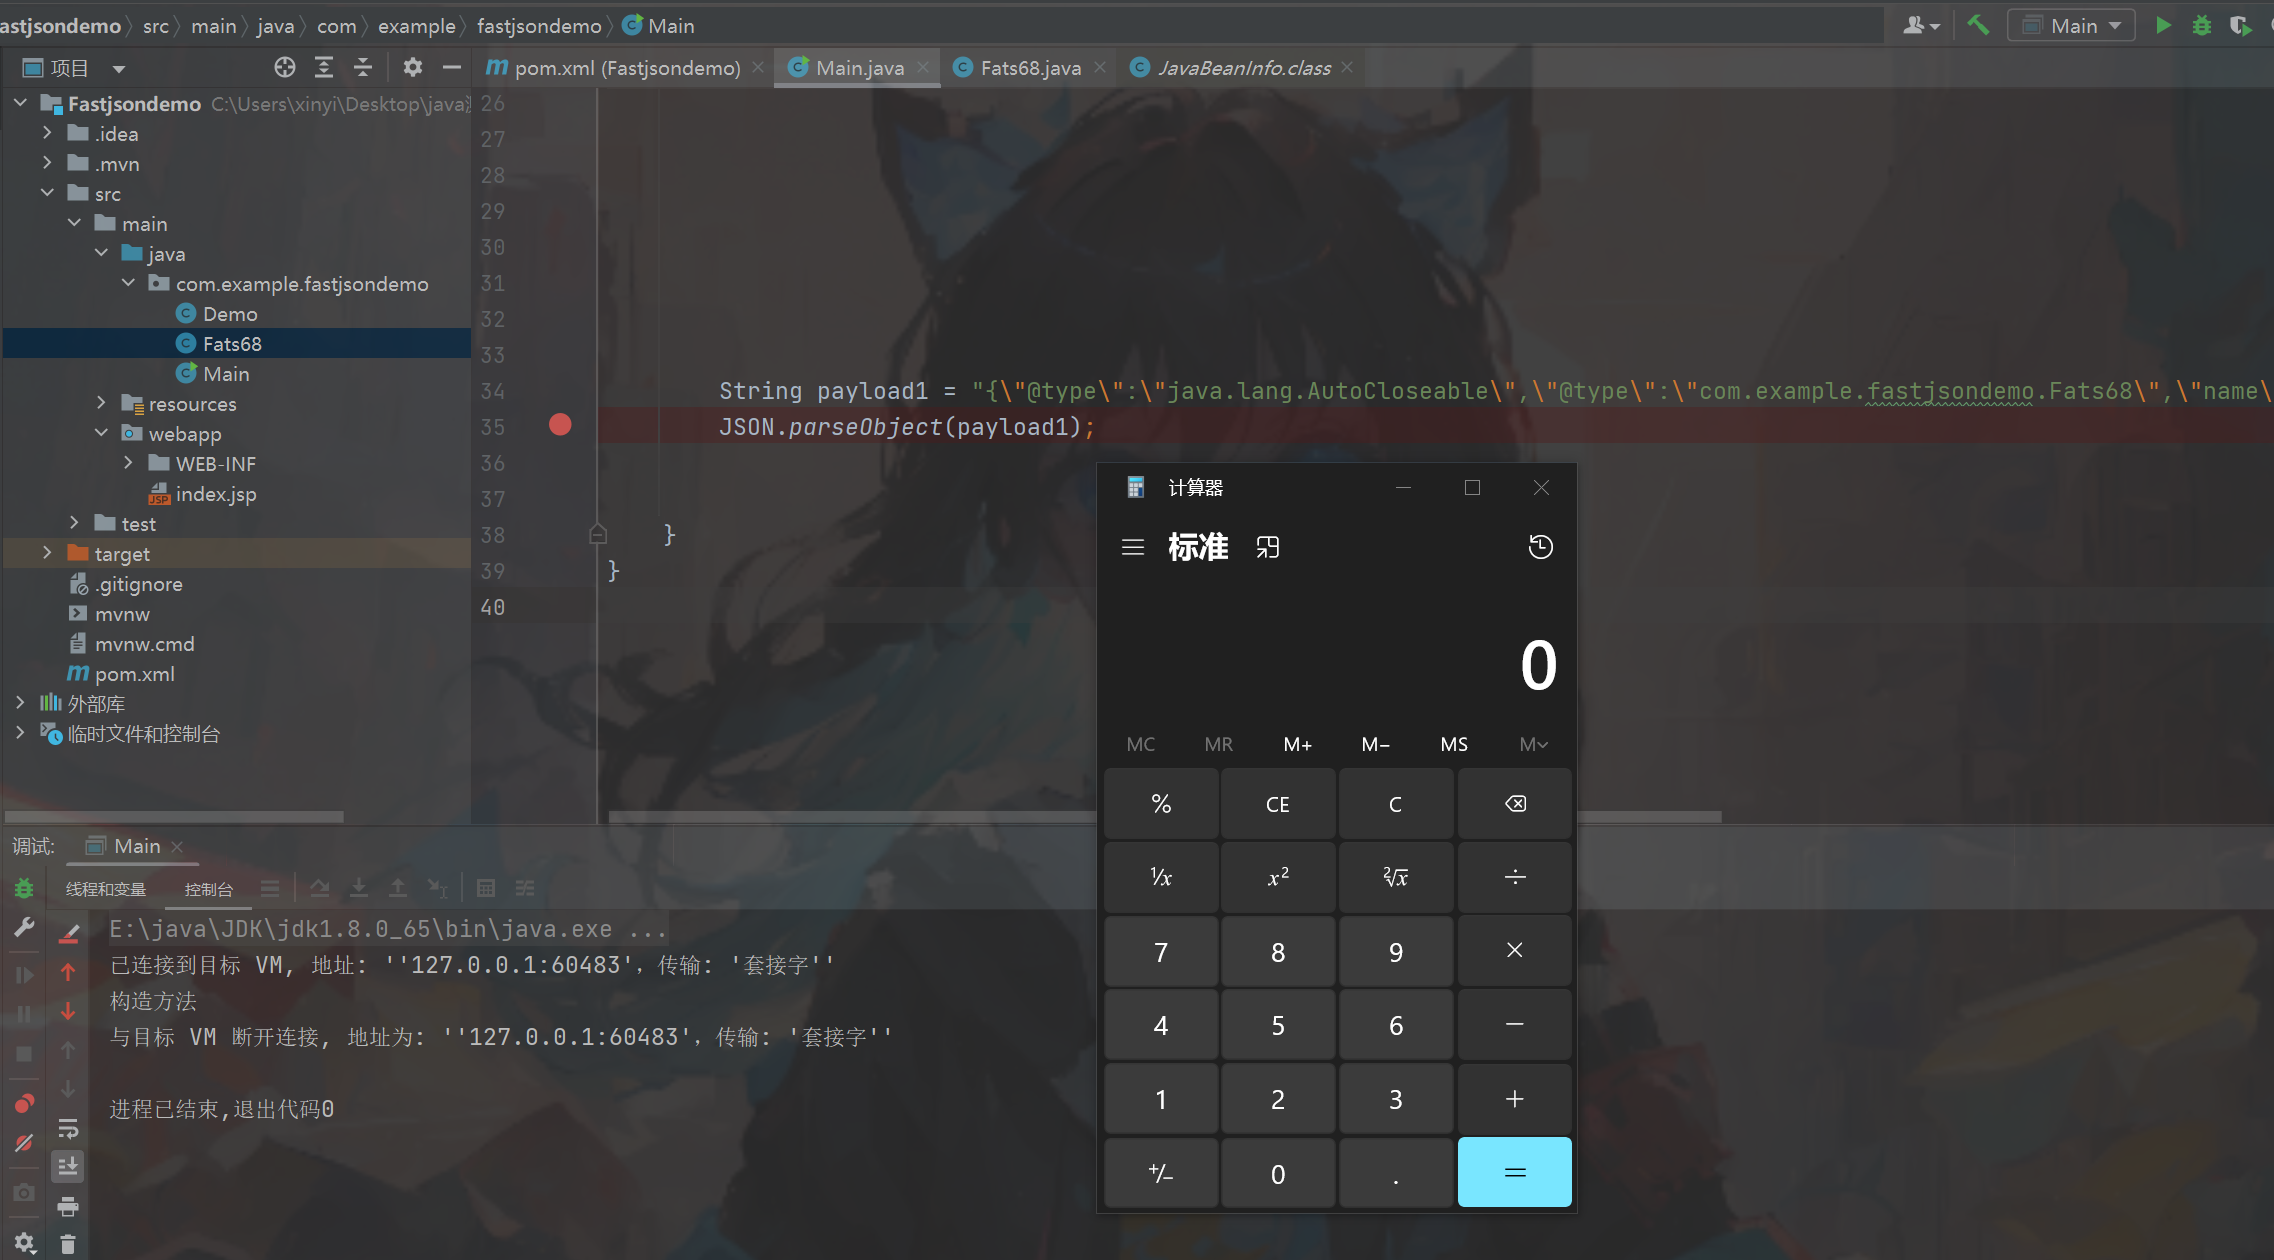 astjsondemo src main java com example fastjsondemo Main
Main
项目
pom.xml (Fastjsondemo)
Main.java
Fats68.java
JavaBeanInfo.class
Fastjsondemo C:\Users\xinyi\Desktop\java
.idea
.mvn
src
main
java
com.example.fastjsondemo
Demo
Fats68
Main
resources
webapp
WEB-INF
index.jsp
test
target
.gitignore
mvnw
mvnw.cmd
pom.xml
外部库
临时文件和控制台
26
27
28
29
30
31
32
33
34 String payload1 = "{\"@type\":\"java.lang.AutoCloseable\",\"@type\":\"com.example.fastjsondemo.Fats68\",\"name\
35 JSON.parseObject(payload1);
36
37
38 }
39 }
40
计算器
标准
0
MC MR M+ M- MS M
% CE C
1/x x² ²√x ÷
7 8 9 ×
4 5 6 −
1 2 3 +
+/- 0 . =
调试: Main
线程和变量 控制台
E:\java\JDK\jdk1.8.0_65\bin\java.exe ...
已连接到目标 VM, 地址: ''127.0.0.1:60483', 传输: '套接字''
构造方法
与目标 VM 断开连接, 地址为: ''127.0.0.1:60483', 传输: '套接字''
进程已结束,退出代码0